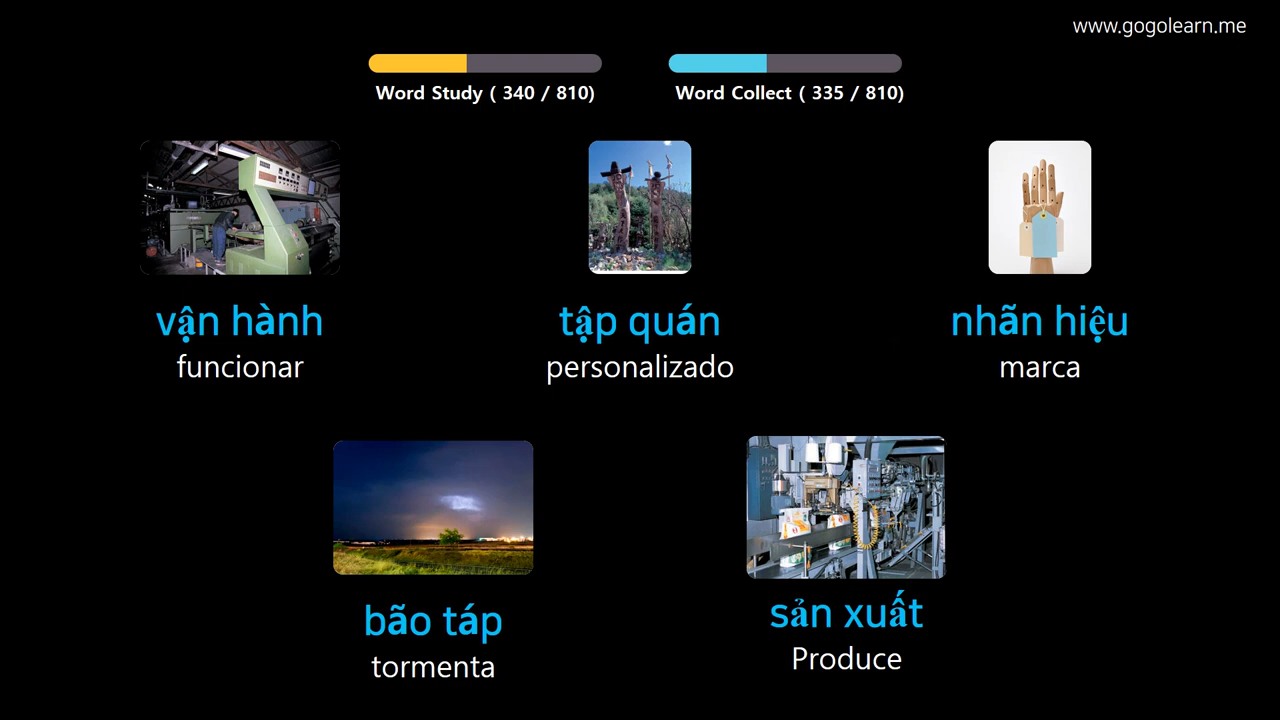 www.gogolearn.me
Word Study ( 340 / 810)
Word Collect ( 335 / 810)
vận hành
funcionar
tập quán
personalizado
nhãn hiệu
marca
bão táp
tormenta
sản xuất
Produce